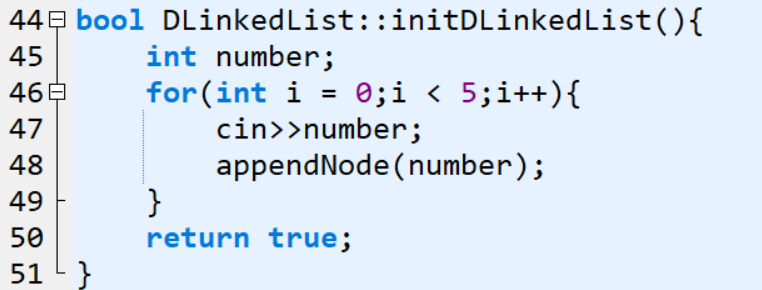 44 bool DLinkedList::initDLinkedList(){
45     int number;
46     for(int i = 0;i < 5;i++){
47         cin>>number;
48         appendNode(number);
49     }
50     return true;
51 }